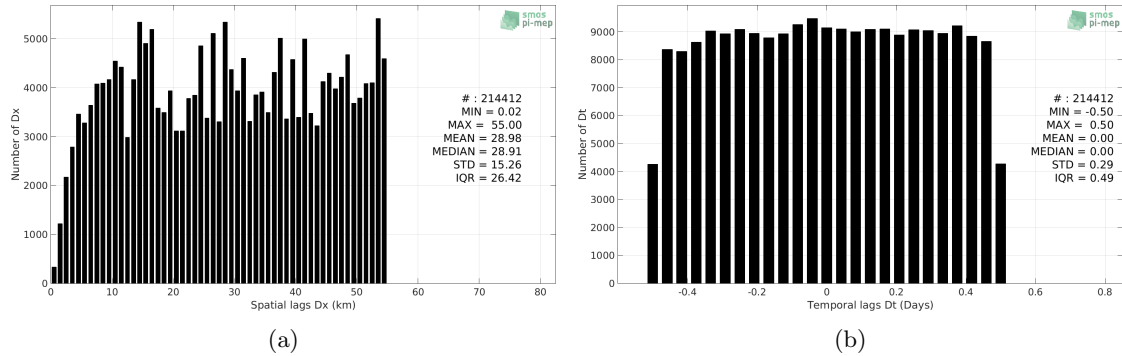 smos
pi-mep
5000
4000
3000
2000
1000
0
Number of Dx
# : 214412
MIN = 0.02
MAX = 55.00
MEAN = 28.98
MEDIAN = 28.91
STD = 15.26
IQR = 26.42
0 10 20 30 40 50 60 70 80
Spatial lags Dx (km)
(a)
smos
pi-mep
9000
8000
7000
6000
5000
4000
3000
2000
1000
0
Number of Dt
# : 214412
MIN = -0.50
MAX = 0.50
MEAN = 0.00
MEDIAN = 0.00
STD = 0.29
IQR = 0.49
-0.4 -0.2 0 0.2 0.4 0.6 0.8
Temporal lags Dt (Days)
(b)